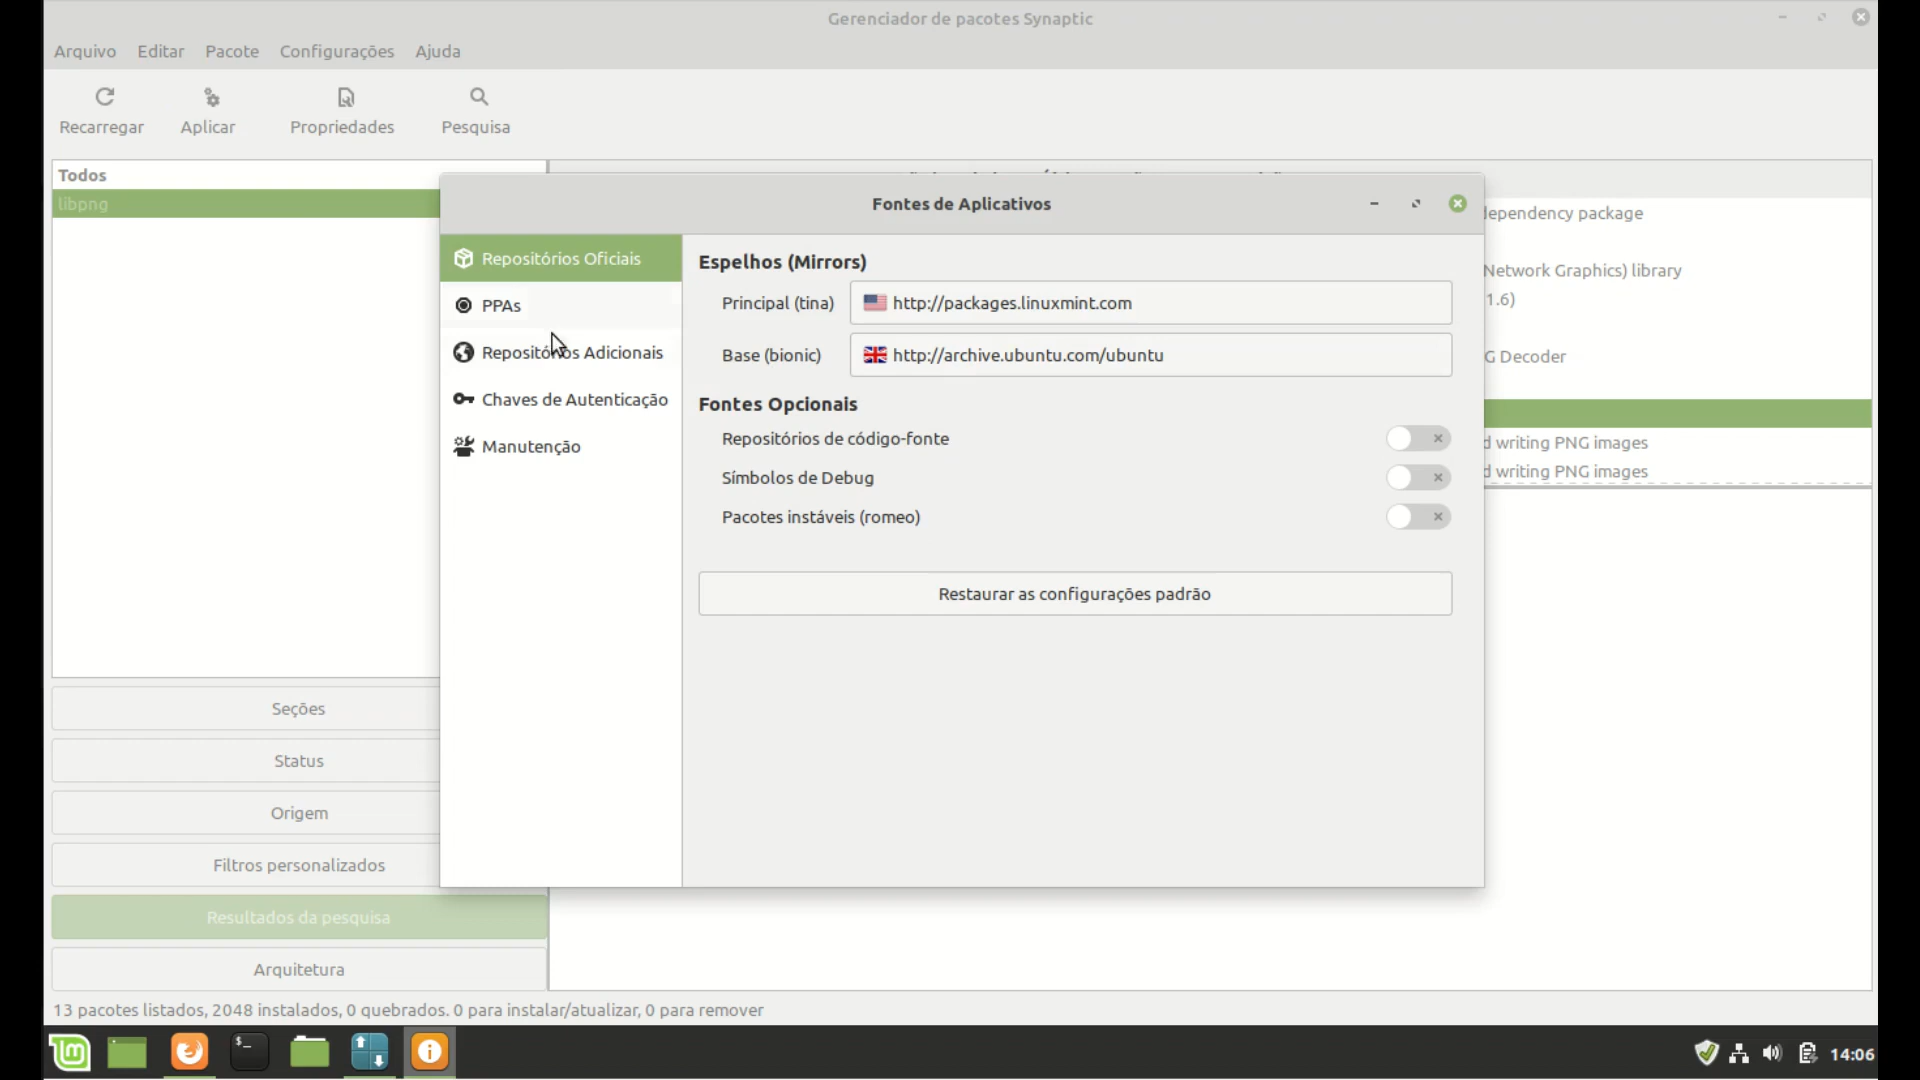 Gerenciador de pacotes Synaptic
Arquivo Editar Pacote Configurações Ajuda
Recarregar Aplicar Propriedades Pesquisa
Todos
libpng
dependency package
Network Graphics) library
1.6)
G Decoder
d writing PNG images
d writing PNG images
Fontes de Aplicativos
Repositórios Oficiais
PPAs
Repositórios Adicionais
Chaves de Autenticação
Manutenção
Espelhos (Mirrors)
Principal (tina) http://packages.linuxmint.com
Base (bionic) http://archive.ubuntu.com/ubuntu
Fontes Opcionais
Repositórios de código-fonte
Símbolos de Debug
Pacotes instáveis (romeo)
Restaurar as configurações padrão
Seções
Status
Origem
Filtros personalizados
Resultados da pesquisa
Arquitetura
13 pacotes listados, 2048 instalados, 0 quebrados. 0 para instalar/atualizar, 0 para remover
14:06